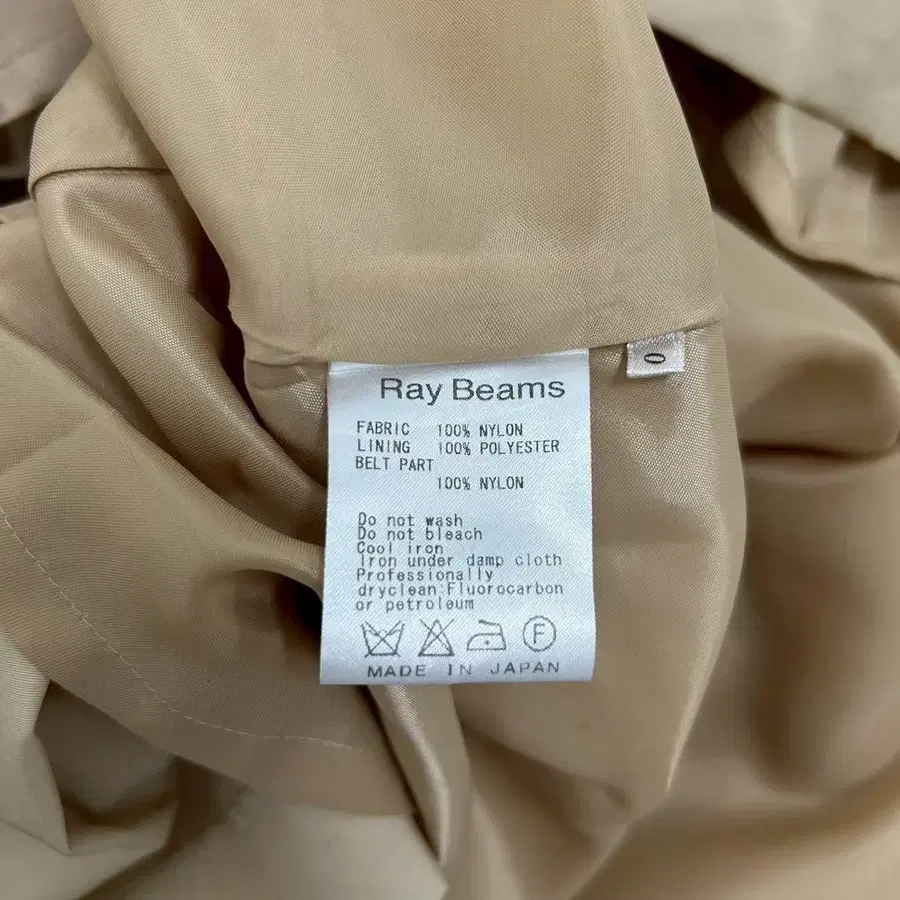 Ray Beams
0
FABRIC 100% NYLON
LINING 100% POLYESTER
BELT PART
100% NYLON
Do not wash
Do not bleach
Cool iron
Iron under damp cloth
Professionally
dryclean:Fluorocarbon
or petroleum
F
MADE IN JAPAN